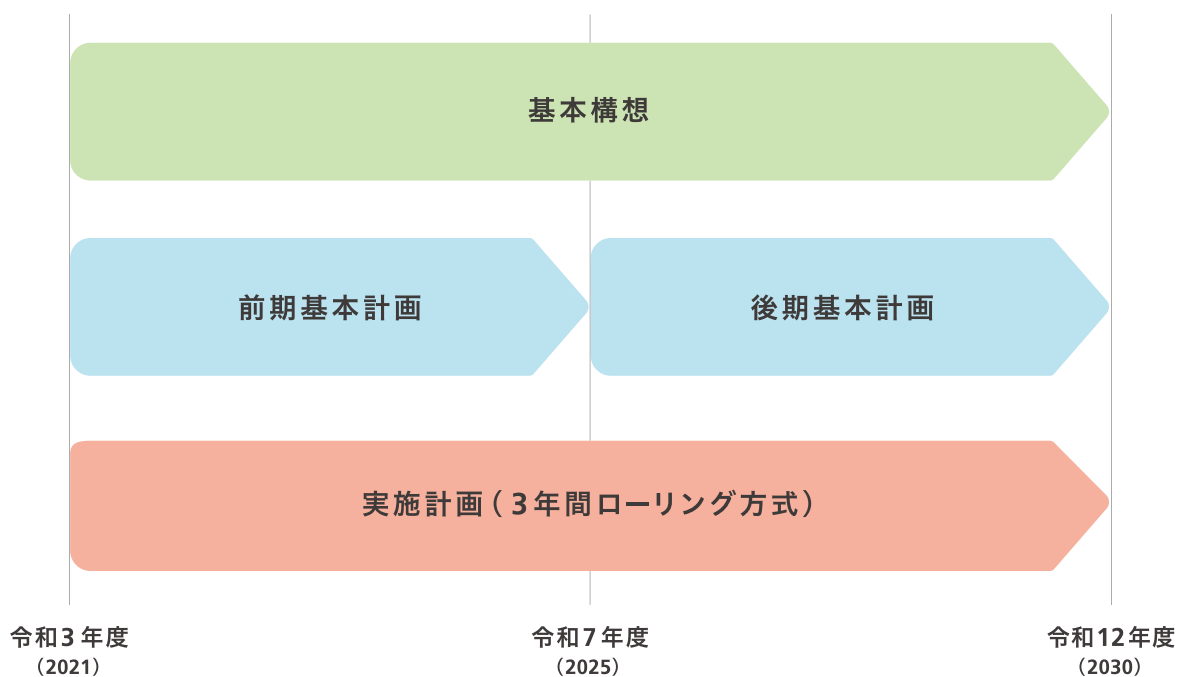 基本構想
前期基本計画
後期基本計画
実施計画(3年間ローリング方式)
令和3年度
(2021)
令和7年度
(2025)
令和12年度
(2030)